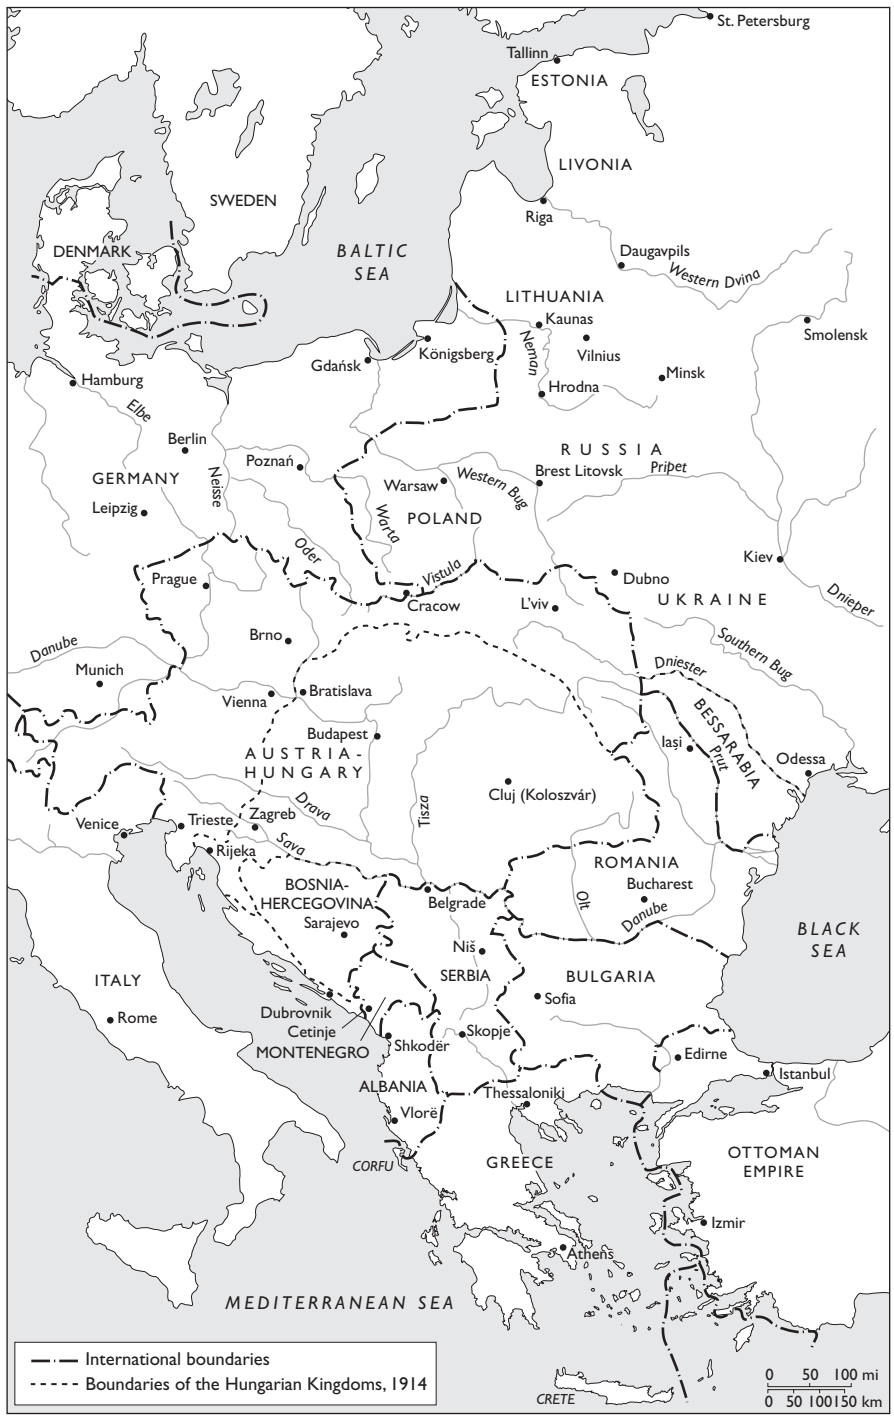 St. Petersburg
Tallinn
ESTONIA
LIVONIA
SWEDEN
Riga
DENMARK
BALTIC
SEA
Daugavpils
Western Dvina
LITHUANIA
Kaunas
Smolensk
Neman
Vilnius
Königsberg
Gdańsk
Minsk
Hamburg
Hrodna
Elbe
Berlin
RUSSIA
Poznań
Brest Litovsk
Pripet
GERMANY
Neisse
Warsaw
Western Bug
Leipzig
Warta
POLAND
Oder
Kiev
Prague
Vistula
Dubno
Cracow
L'viv
UKRAINE
Dnieper
Brno
Danube
Southern Bug
Munich
Dniester
Vienna
Bratislava
BESSARABIA
Budapest
Iaşi
Prut
AUSTRIA-
HUNGARY
Odessa
Cluj (Koloszvár)
Drava
Tisza
Venice
Trieste
Zagreb
Sava
Rijeka
ROMANIA
BOSNIA-
HERCEGOVINA
Bucharest
Belgrade
Olt
Danube
Sarajevo
BLACK
SEA
Niš
SERBIA
BULGARIA
ITALY
Sofia
Rome
Dubrovnik
Cetinje
MONTENEGRO
Skopje
Shkodër
Edirne
Istanbul
ALBANIA
Thessaloniki
Vlorë
OTTOMAN
EMPIRE
CORFU
GREECE
Izmir
Athens
MEDITERRANEAN SEA
International boundaries
Boundaries of the Hungarian Kingdoms, 1914
CRETE
0 50 100 mi
0 50 100 150 km